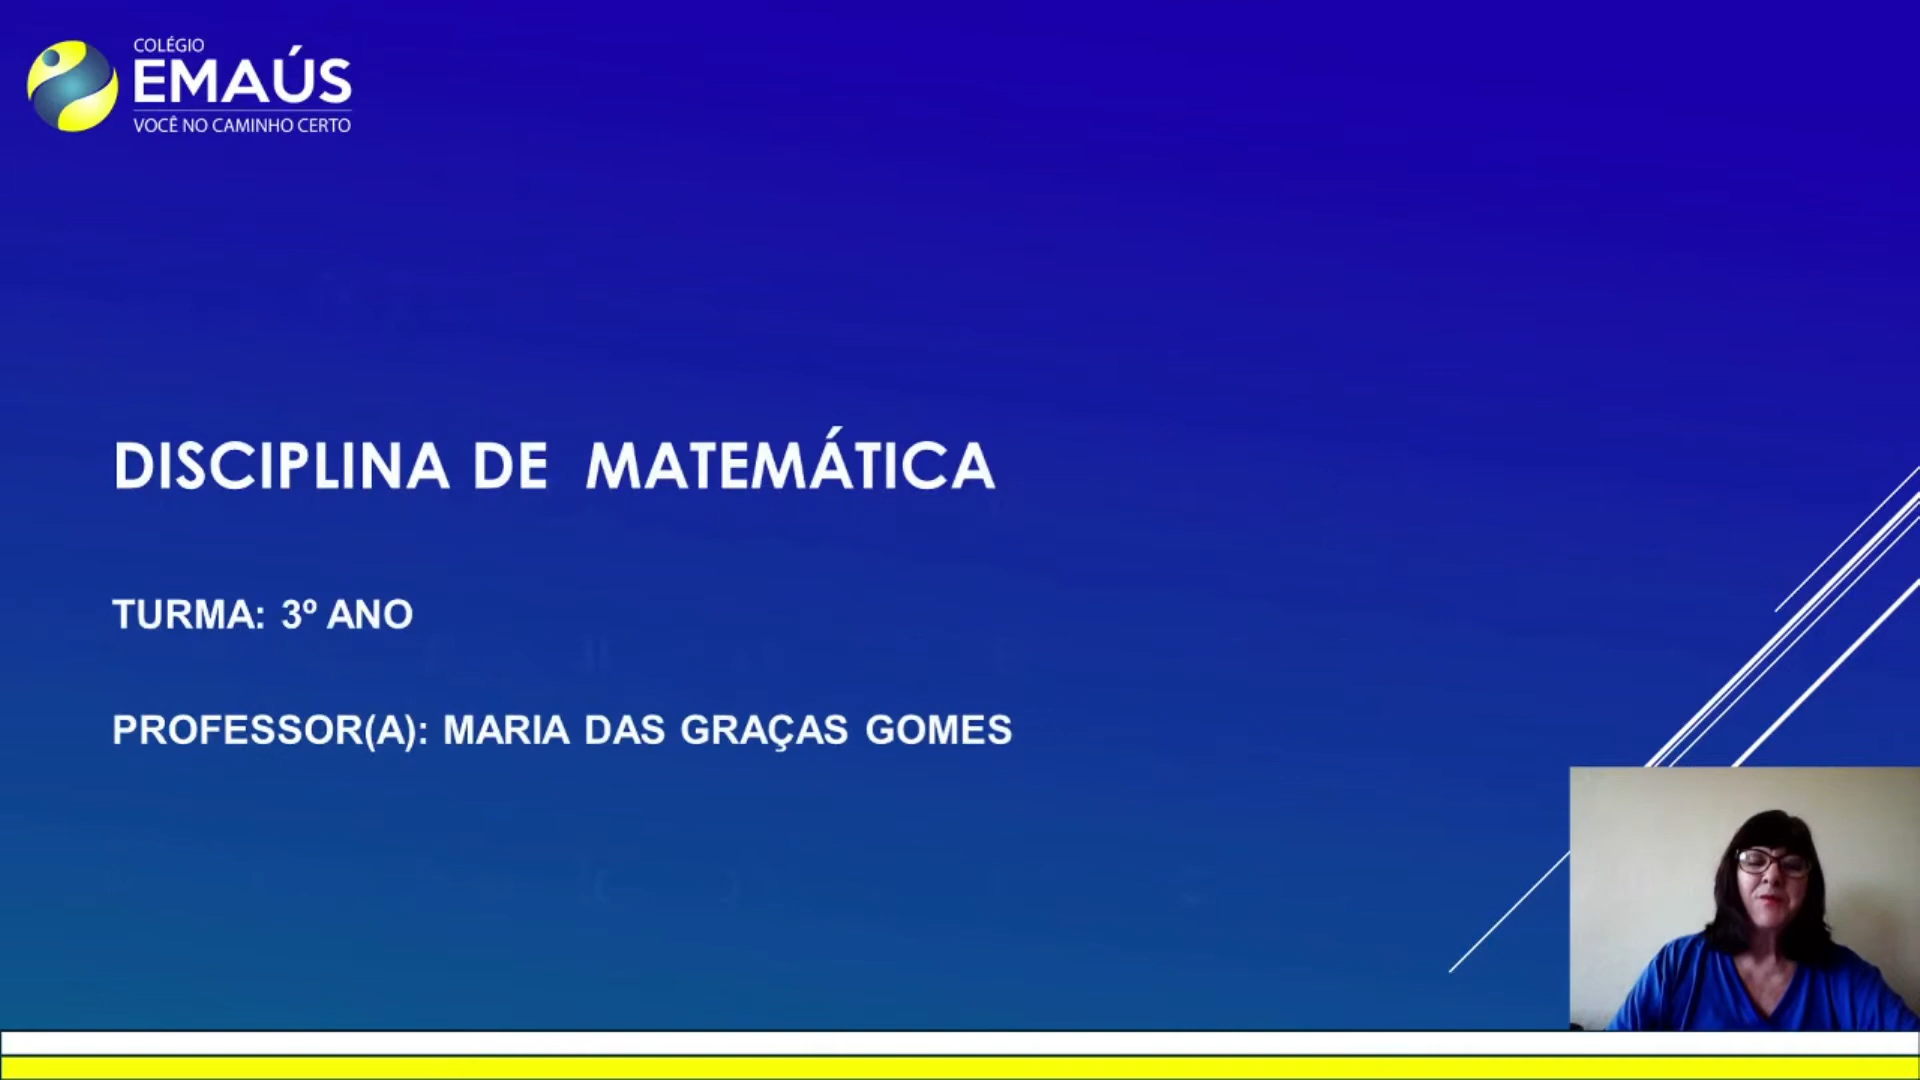 COLÉGIO
EMAÚS
VOCÊ NO CAMINHO CERTO
DISCIPLINA DE MATEMÁTICA
TURMA: 3º ANO
PROFESSOR(A): MARIA DAS GRAÇAS GOMES